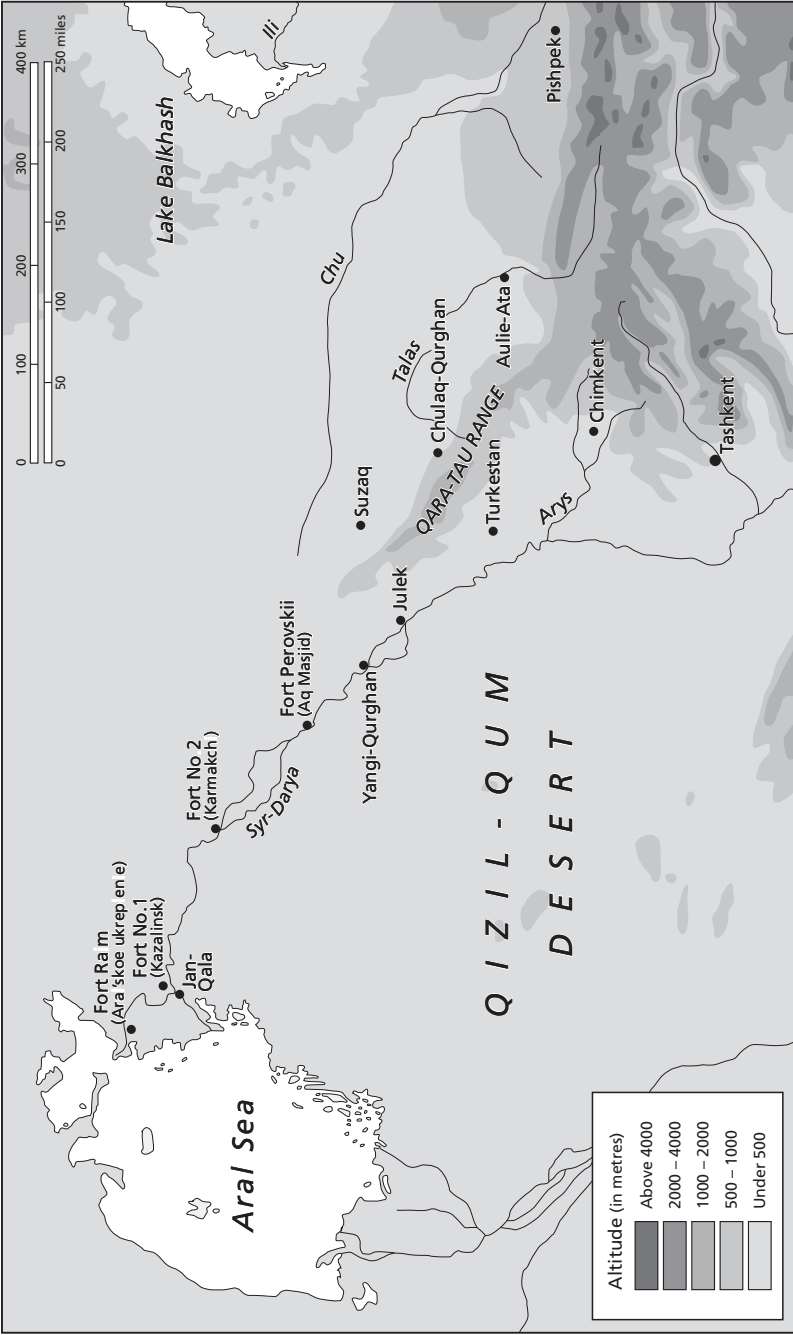 0 100 200 300 400 km
0 50 100 150 200 250 miles
Ili
Lake Balkhash
Pishpek
Chu
Talas
Chulaq-Qurghan
Aulie-Ata
Suzaq
QARA-TAU RANGE
Turkestan
Chimkent
Arys
Tashkent
Julek
Yangi-Qurghan
Fort Perovskii
(Aq Masjid)
Fort No 2
(Karmakch )
Syr-Darya
Fort Ra m
(Ara 'skoe ukrep en e)
Fort No.1
(Kazalinsk)
Jan-
Qala
Aral Sea
QIZIL-QUM
DESERT
Altitude (in metres)
Above 4000
2000 – 4000
1000 – 2000
500 – 1000
Under 500